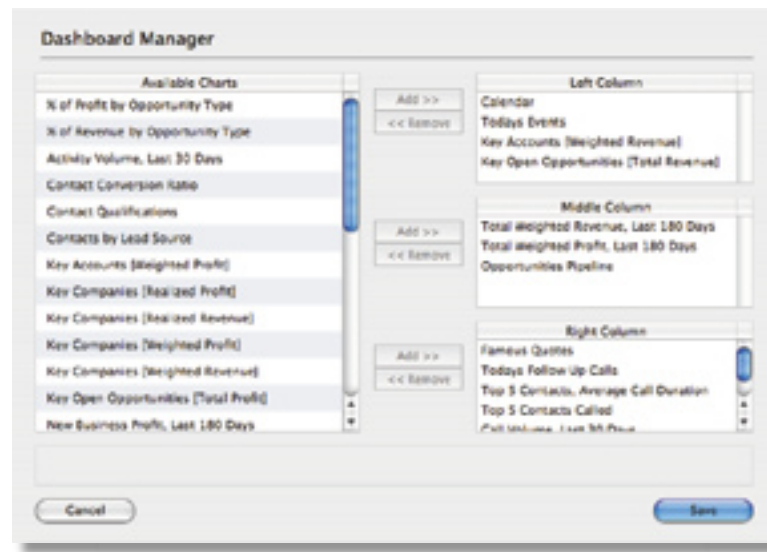 Dashboard Manager
Available Charts
% of Profit by Opportunity Type
% of Revenue by Opportunity Type
Activity Volume, Last 30 Days
Contact Conversion Ratio
Contact Qualifications
Contacts by Lead Source
Key Accounts [Weighted Profit]
Key Companies [Realized Profit]
Key Companies [Realized Revenue]
Key Companies [Weighted Profit]
Key Companies [Weighted Revenue]
Key Open Opportunities [Total Profit]
New Business Profit, Last 180 Days
Add >>
<< Remove
Left Column
Calendar
Todays Events
Key Accounts [Weighted Revenue]
Key Open Opportunities [Total Revenue]
Add >>
<< Remove
Middle Column
Total Weighted Revenue, Last 180 Days
Total Weighted Profit, Last 180 Days
Opportunities Pipeline
Add >>
<< Remove
Right Column
Famous Quotes
Todays Follow Up Calls
Top 5 Contacts, Average Call Duration
Top 5 Contacts Called
Call Volume, Last 30 Days
Cancel
Save